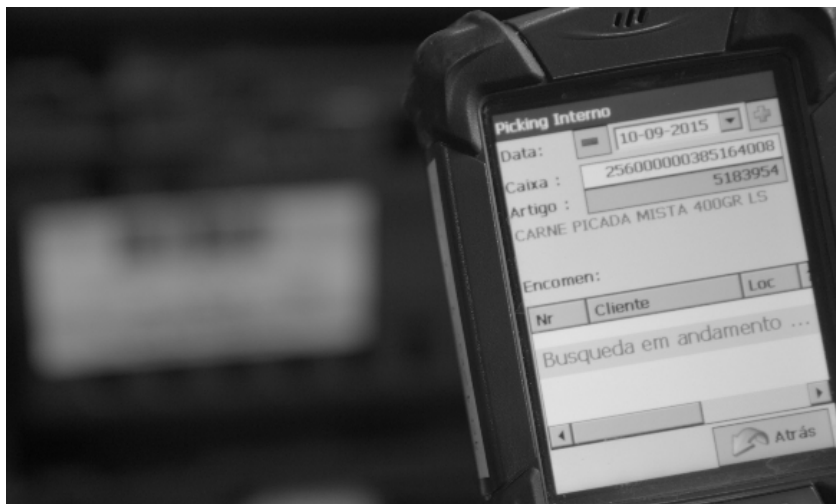 Picking Interno
Data: 10-09-2015
Caixa : 256000000385164008
Artigo : 5183954
CARNE PICADA MISTA 400GR LS
Encomen:
Nr Cliente Loc
Busqueda em andamento ...
Atrás